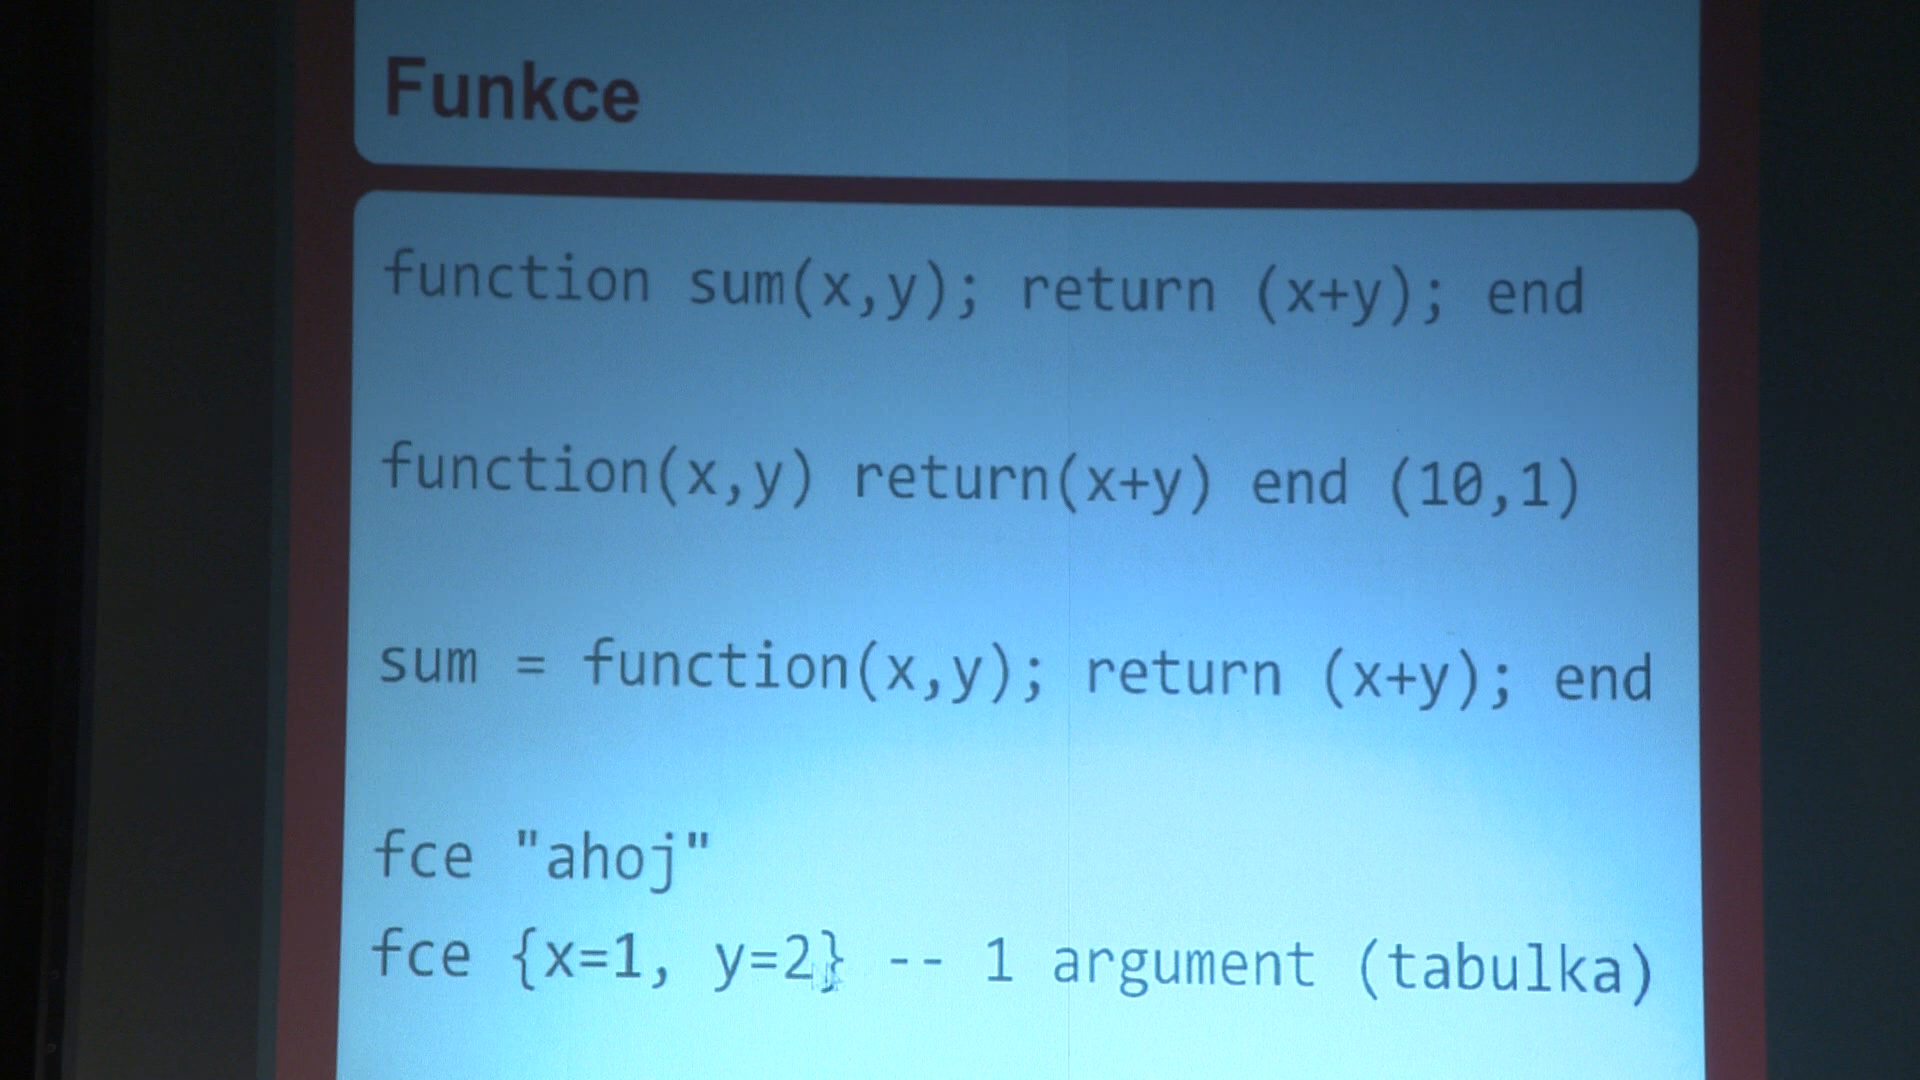 Funkce
function sum(x,y); return (x+y); end
function(x,y) return(x+y) end (10,1)
sum = function(x,y); return (x+y); end
fce "ahoj"
fce {x=1, y=2} -- 1 argument (tabulka)